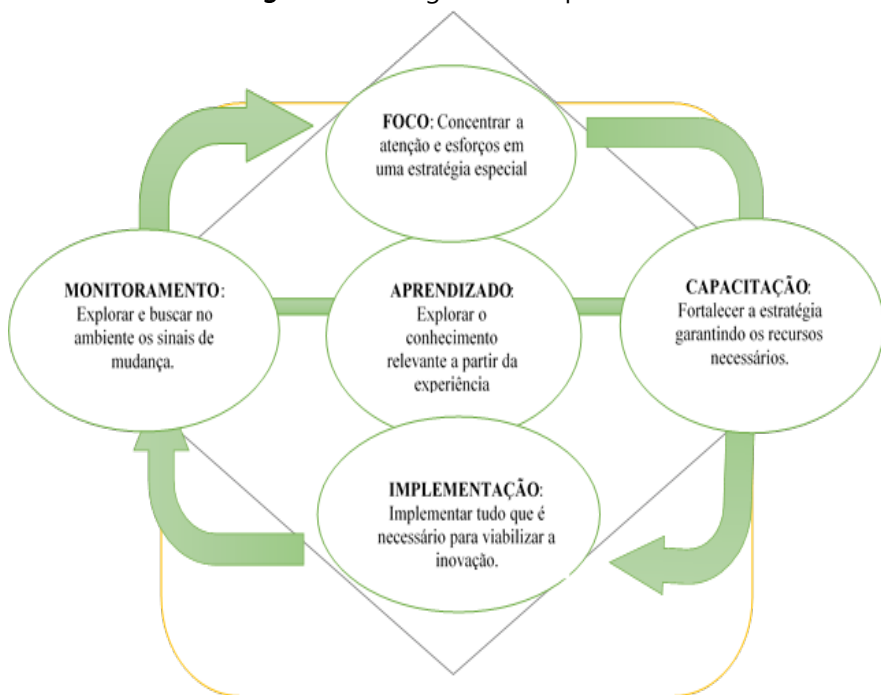 FOCO: Concentrar a
atenção e esforços em
uma estratégia especial
MONITORAMENTO:
Explorar e buscar no
ambiente os sinais de
mudança.
APRENDIZADO:
Explorar o
conhecimento
relevante a partir da
experiência
CAPACITAÇÃO:
Fortalecer a estratégia
garantindo os recursos
necessários.
IMPLEMENTAÇÃO:
Implementar tudo que é
necessário para viabilizar a
inovação.